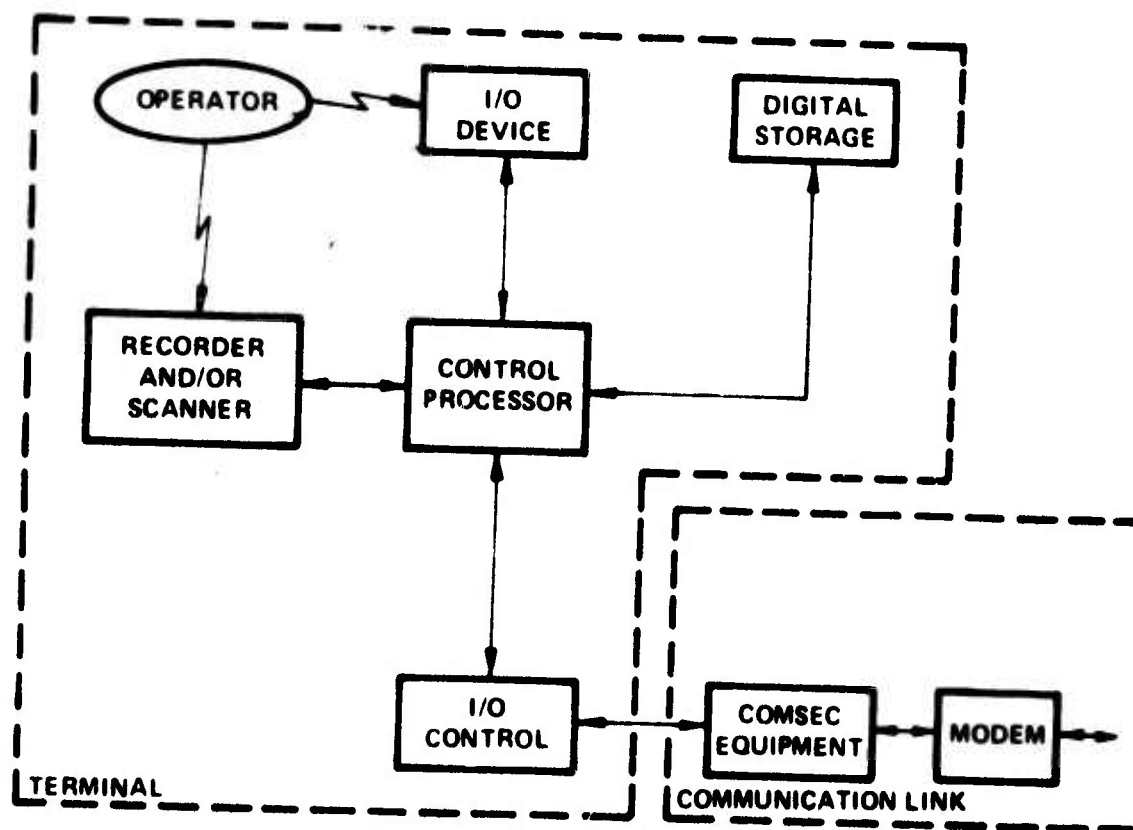 OPERATOR
I/O
DEVICE
DIGITAL
STORAGE
RECORDER
AND/OR
SCANNER
CONTROL
PROCESSOR
I/O
CONTROL
COMSEC
EQUIPMENT
MODEM
TERMINAL
COMMUNICATION LINK